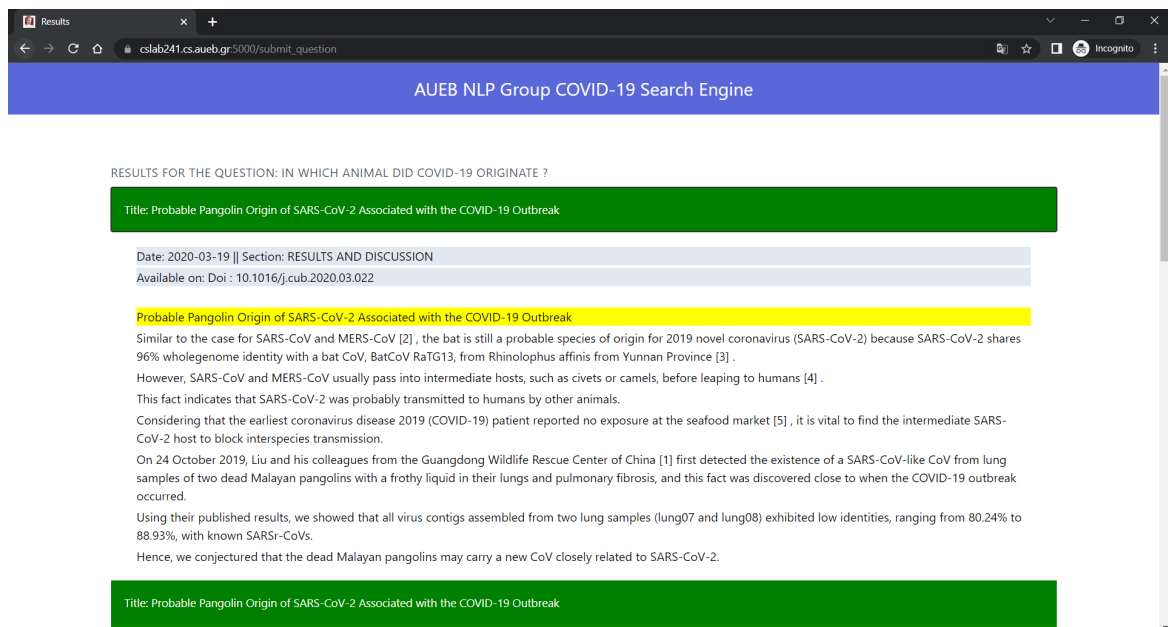 Results
cslab241.cs.aueb.gr:5000/submit_question
Incognito
AUEB NLP Group COVID-19 Search Engine
RESULTS FOR THE QUESTION: IN WHICH ANIMAL DID COVID-19 ORIGINATE ?
Title: Probable Pangolin Origin of SARS-CoV-2 Associated with the COVID-19 Outbreak
Date: 2020-03-19 || Section: RESULTS AND DISCUSSION
Available on: Doi : 10.1016/j.cub.2020.03.022
Probable Pangolin Origin of SARS-CoV-2 Associated with the COVID-19 Outbreak
Similar to the case for SARS-CoV and MERS-CoV [2] , the bat is still a probable species of origin for 2019 novel coronavirus (SARS-CoV-2) because SARS-CoV-2 shares
96% wholegenome identity with a bat CoV, BatCoV RaTG13, from Rhinolophus affinis from Yunnan Province [3] .
However, SARS-CoV and MERS-CoV usually pass into intermediate hosts, such as civets or camels, before leaping to humans [4] .
This fact indicates that SARS-CoV-2 was probably transmitted to humans by other animals.
Considering that the earliest coronavirus disease 2019 (COVID-19) patient reported no exposure at the seafood market [5] , it is vital to find the intermediate SARS-
CoV-2 host to block interspecies transmission.
On 24 October 2019, Liu and his colleagues from the Guangdong Wildlife Rescue Center of China [1] first detected the existence of a SARS-CoV-like CoV from lung
samples of two dead Malayan pangolins with a frothy liquid in their lungs and pulmonary fibrosis, and this fact was discovered close to when the COVID-19 outbreak
occurred.
Using their published results, we showed that all virus contigs assembled from two lung samples (lung07 and lung08) exhibited low identities, ranging from 80.24% to
88.93%, with known SARSr-CoVs.
Hence, we conjectured that the dead Malayan pangolins may carry a new CoV closely related to SARS-CoV-2.
Title: Probable Pangolin Origin of SARS-CoV-2 Associated with the COVID-19 Outbreak